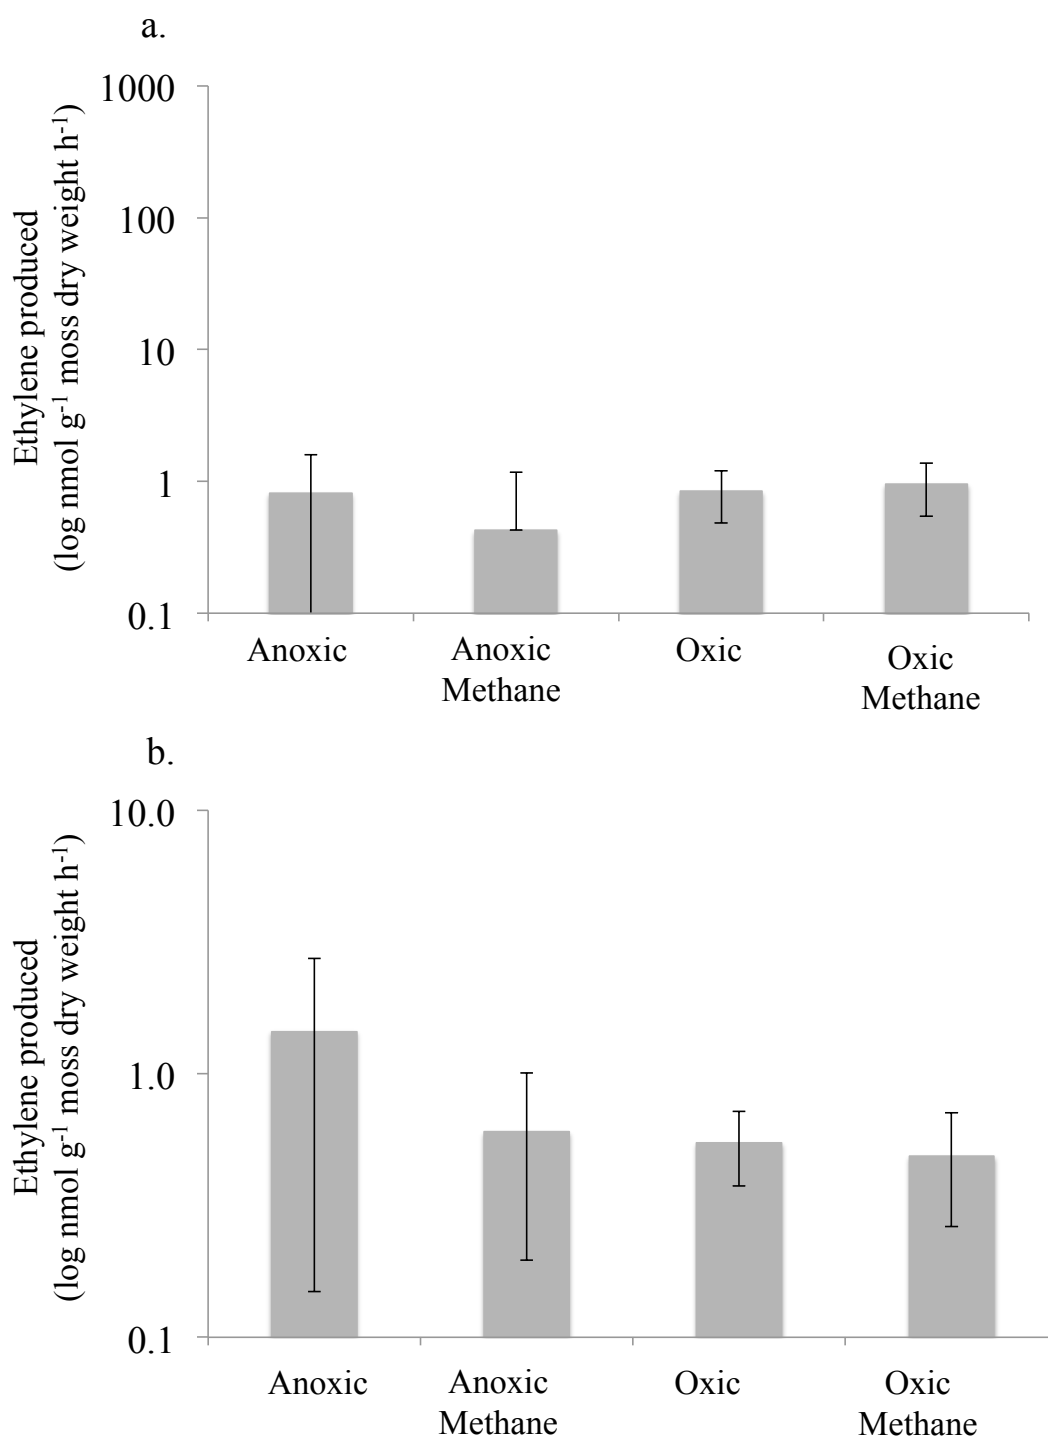 a.
1000
100
10
1
0.1
Ethylene produced
(log nmol g⁻¹ moss dry weight h⁻¹)
Anoxic
Anoxic
Methane
Oxic
Oxic
Methane
b.
10.0
1.0
0.1
Ethylene produced
(log nmol g⁻¹ moss dry weight h⁻¹)
Anoxic
Anoxic
Methane
Oxic
Oxic
Methane